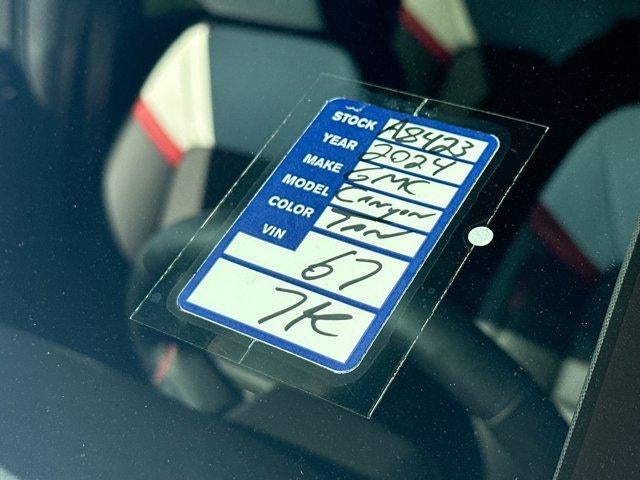 STOCK A8423
YEAR 2024
MAKE GMC
MODEL Canyon
COLOR TAN
VIN 67
7K